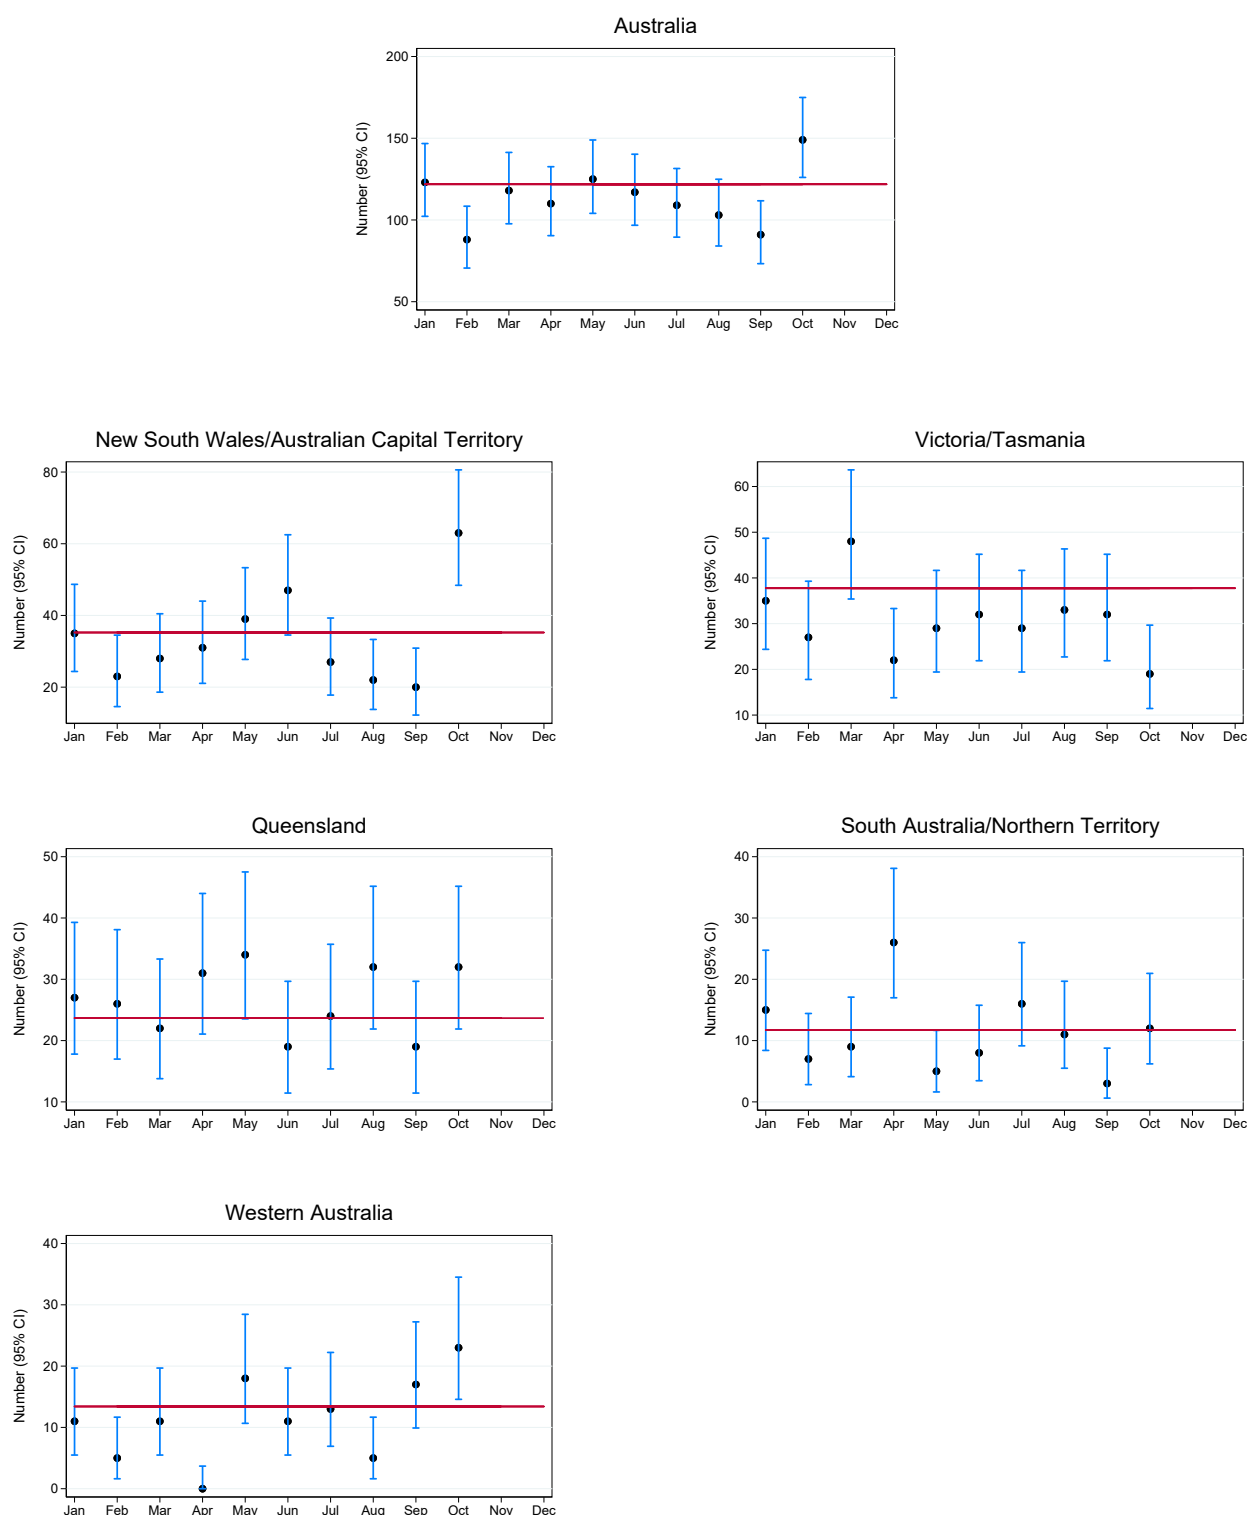 Australia
Number (95% CI)
200
150
100
50
Jan Feb Mar Apr May Jun Jul Aug Sep Oct Nov Dec
New South Wales/Australian Capital Territory
Number (95% CI)
80
60
40
20
Jan Feb Mar Apr May Jun Jul Aug Sep Oct Nov Dec
Victoria/Tasmania
Number (95% CI)
60
50
40
30
20
10
Jan Feb Mar Apr May Jun Jul Aug Sep Oct Nov Dec
Queensland
Number (95% CI)
50
40
30
20
10
Jan Feb Mar Apr May Jun Jul Aug Sep Oct Nov Dec
South Australia/Northern Territory
Number (95% CI)
40
30
20
10
0
Jan Feb Mar Apr May Jun Jul Aug Sep Oct Nov Dec
Western Australia
Number (95% CI)
40
30
20
10
0
Jan Feb Mar Apr May Jun Jul Aug Sep Oct Nov Dec